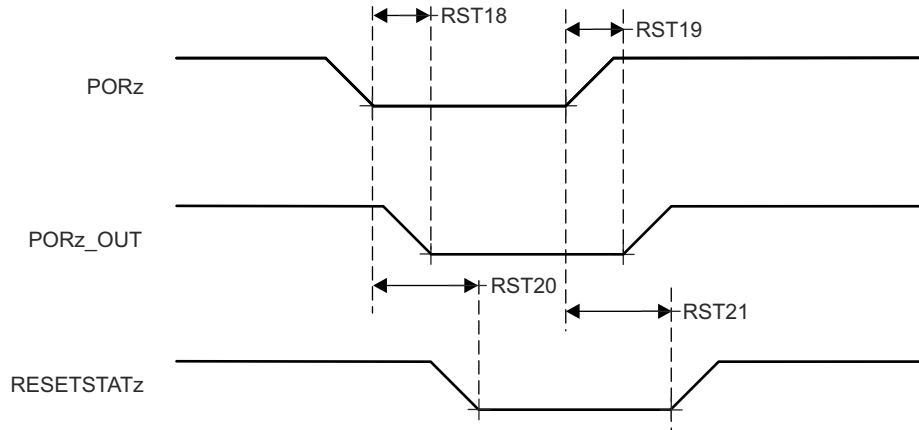 RST18
RST19
PORz
PORz_OUT
RST20
RST21
RESETSTATz